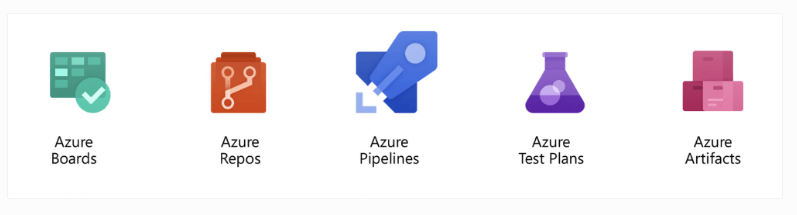 Azure
Boards
Azure
Repos
Azure
Pipelines
Azure
Test Plans
Azure
Artifacts